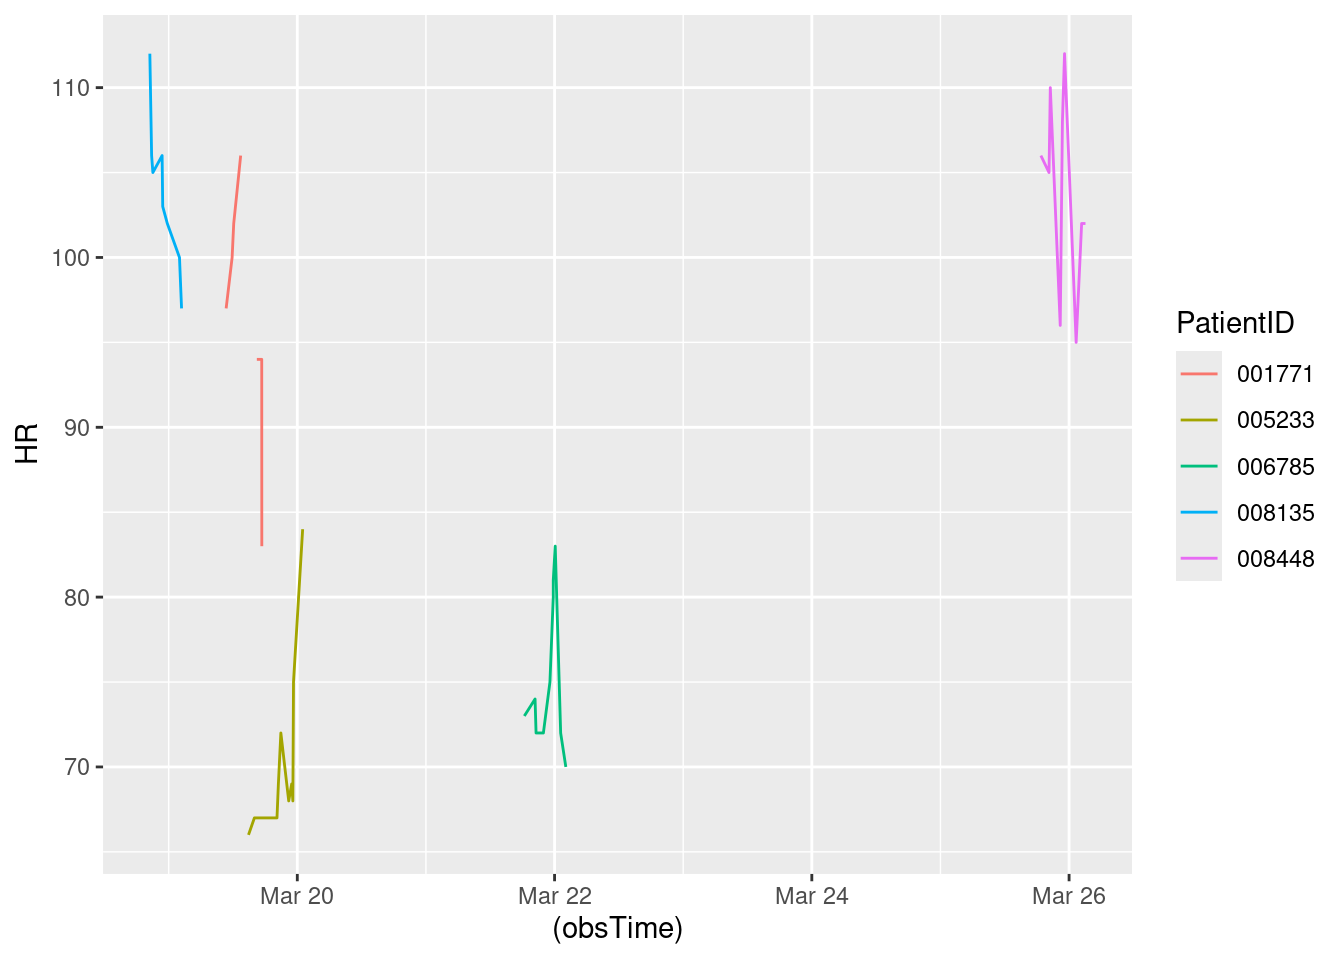 110
100
90
80
70
HR
Mar 20
Mar 22
Mar 24
Mar 26
(obsTime)
PatientID
001771
005233
006785
008135
008448